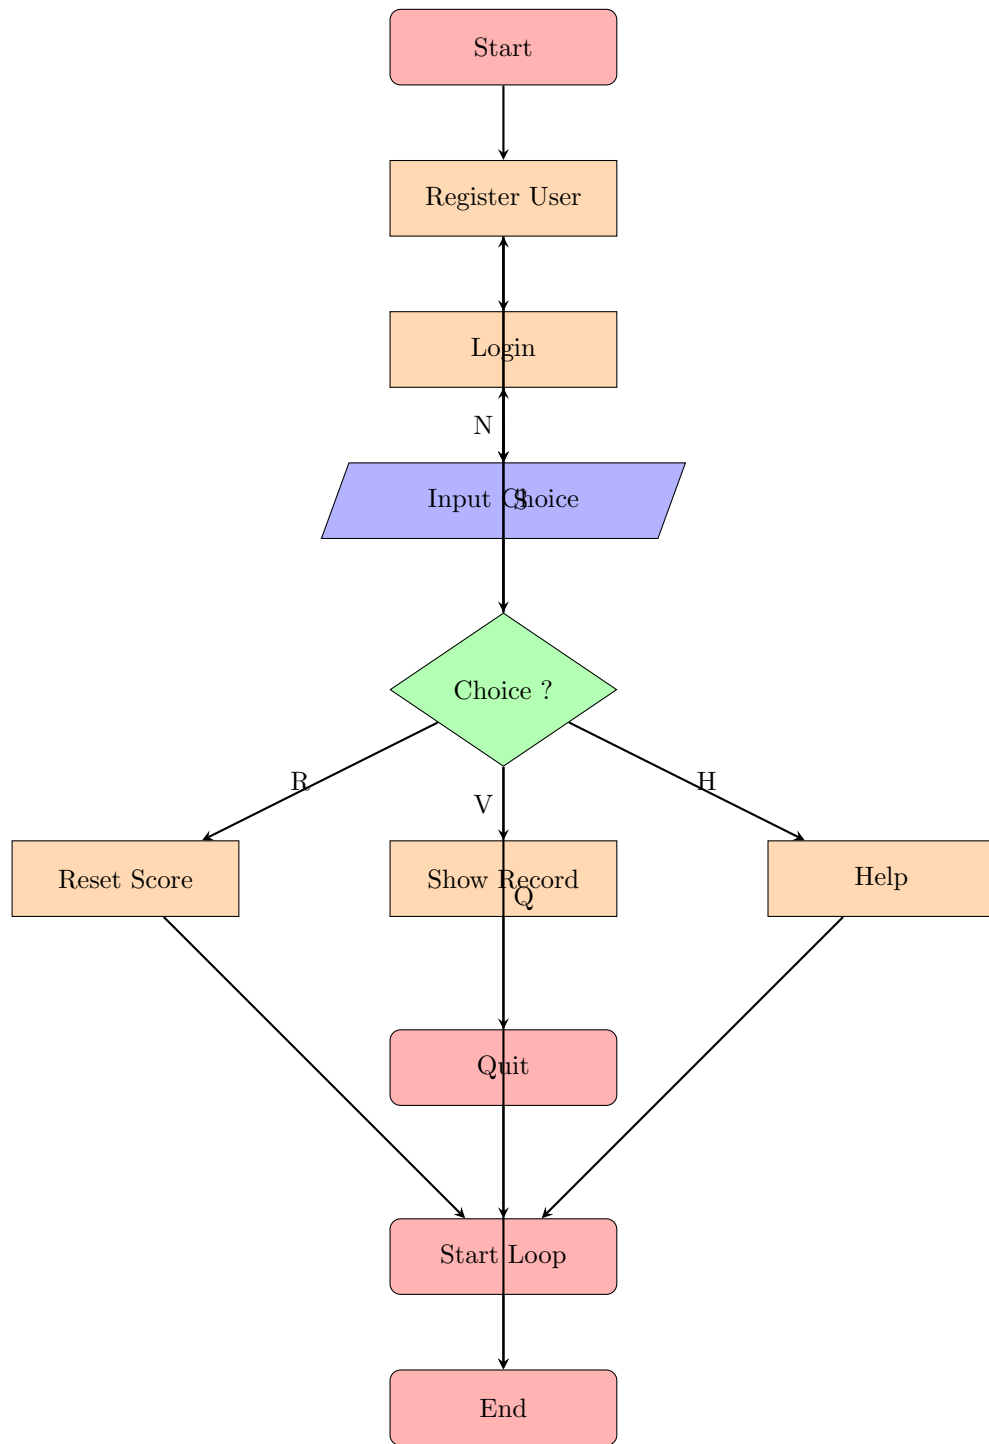 Start
Register User
Login
N
Input Choice
S
Choice ?
R
V
H
Reset Score
Show Record
Help
Q
Quit
Start Loop
End